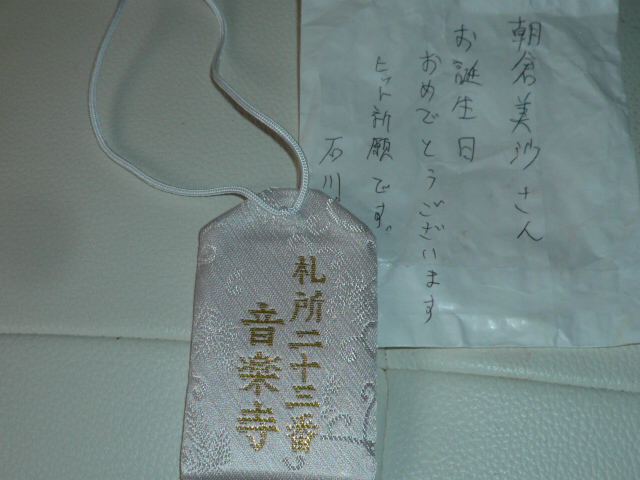 朝倉美沙さん
お誕生日
おめでとうございます
ヒット祈願です。
石川
札所二十三番
音楽寺